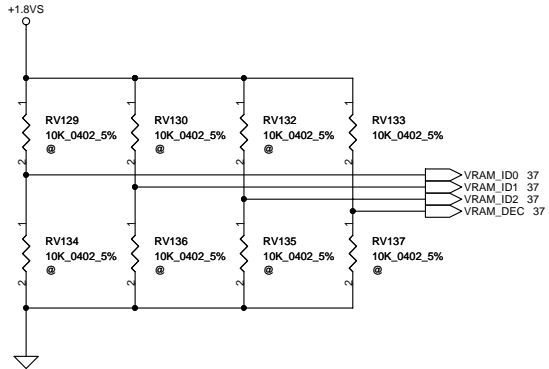 +1.8VS
1 1 1 1
RV129 RV130 RV132 RV133
10K_0402_5% 10K_0402_5% 10K_0402_5% 10K_0402_5%
@ @ @
2 2 2 2
VRAM_ID0 37
VRAM_ID1 37
VRAM_ID2 37
VRAM_DEC 37
1 1 1 1
RV134 RV136 RV135 RV137
10K_0402_5% 10K_0402_5% 10K_0402_5% 10K_0402_5%
@ @ @ @
2 2 2 2